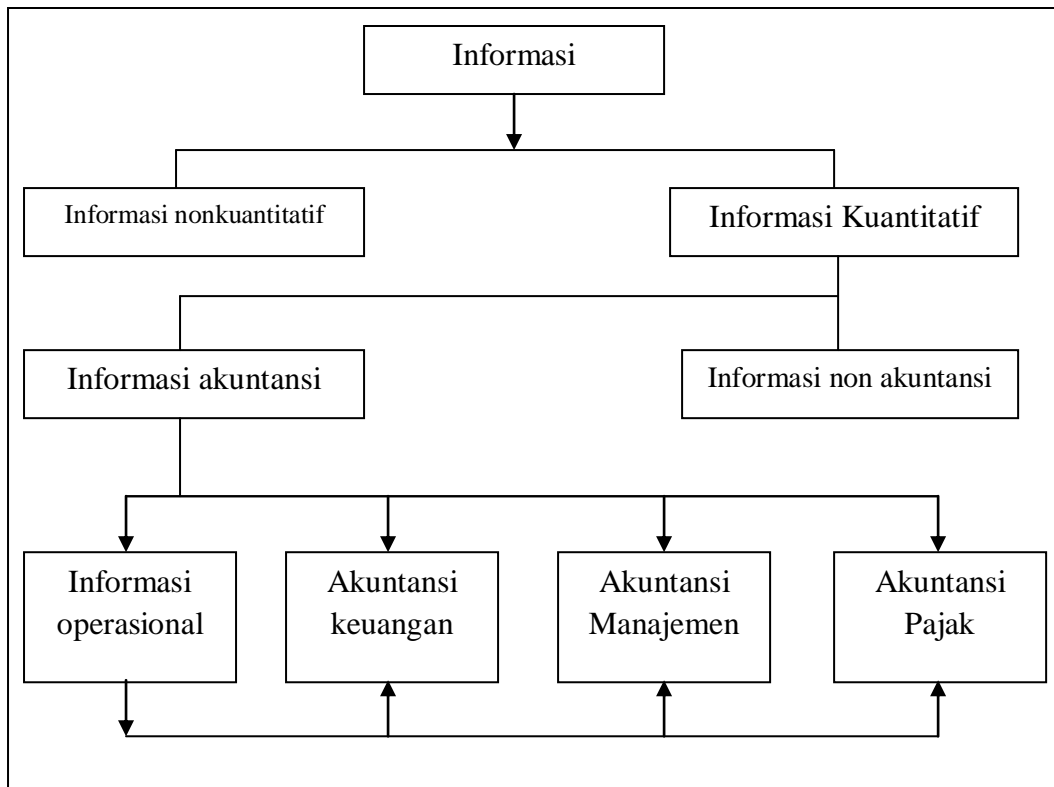 Informasi
Informasi nonkuantitatif
Informasi Kuantitatif
Informasi akuntansi
Informasi non akuntansi
Informasi
operasional
Akuntansi
keuangan
Akuntansi
Manajemen
Akuntansi
Pajak